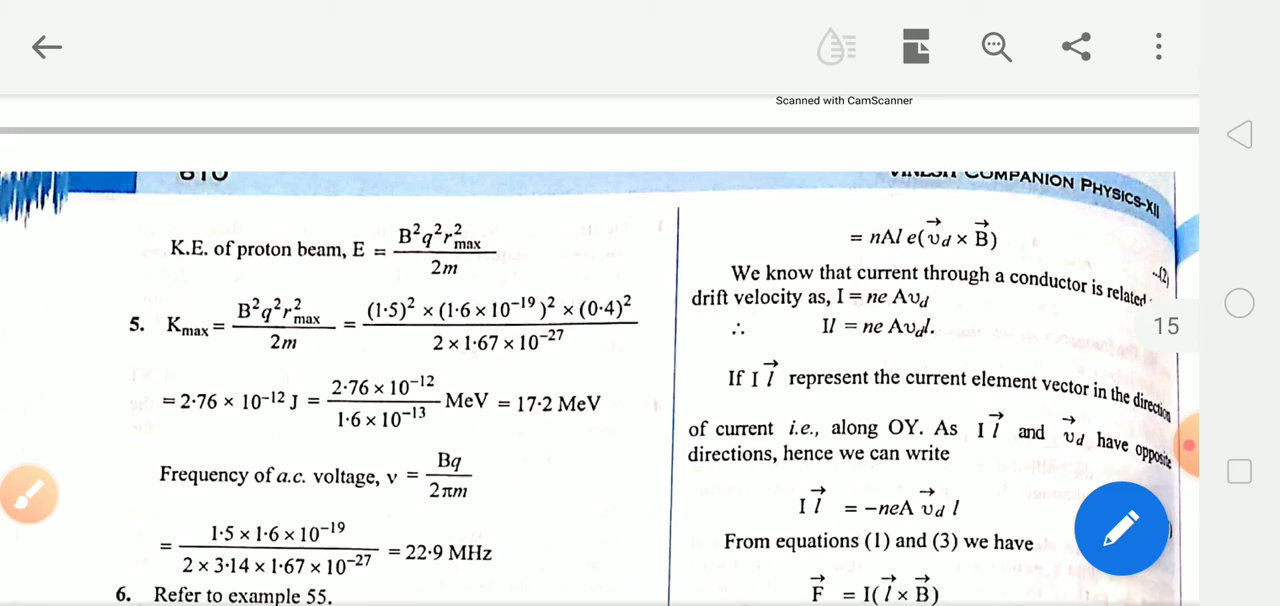 Scanned with CamScanner
610
COMPANION PHYSICS-XII
K.E. of proton beam, E = B²q²r²max / 2m
5. Kmax = B²q²r²max / 2m = (1·5)² × (1·6 × 10⁻¹⁹)² × (0·4)² / 2 × 1·67 × 10⁻²⁷
= 2·76 × 10⁻¹² J = 2·76 × 10⁻¹² / 1·6 × 10⁻¹³ MeV = 17·2 MeV
Frequency of a.c. voltage, ν = Bq / 2πm
= 1·5 × 1·6 × 10⁻¹⁹ / 2 × 3·14 × 1·67 × 10⁻²⁷ = 22·9 MHz
6. Refer to example 55.
= nAl e(v⃗d × B⃗)
...(2)
We know that current through a conductor is related
drift velocity as, I = ne Avd
∴ Il = ne Avdl.
If I l⃗ represent the current element vector in the direction
of current i.e., along OY. As I l⃗ and v⃗d have opposite
directions, hence we can write
I l⃗ = –neA v⃗d l
From equations (1) and (3) we have
F⃗ = I(l⃗ × B⃗)
15